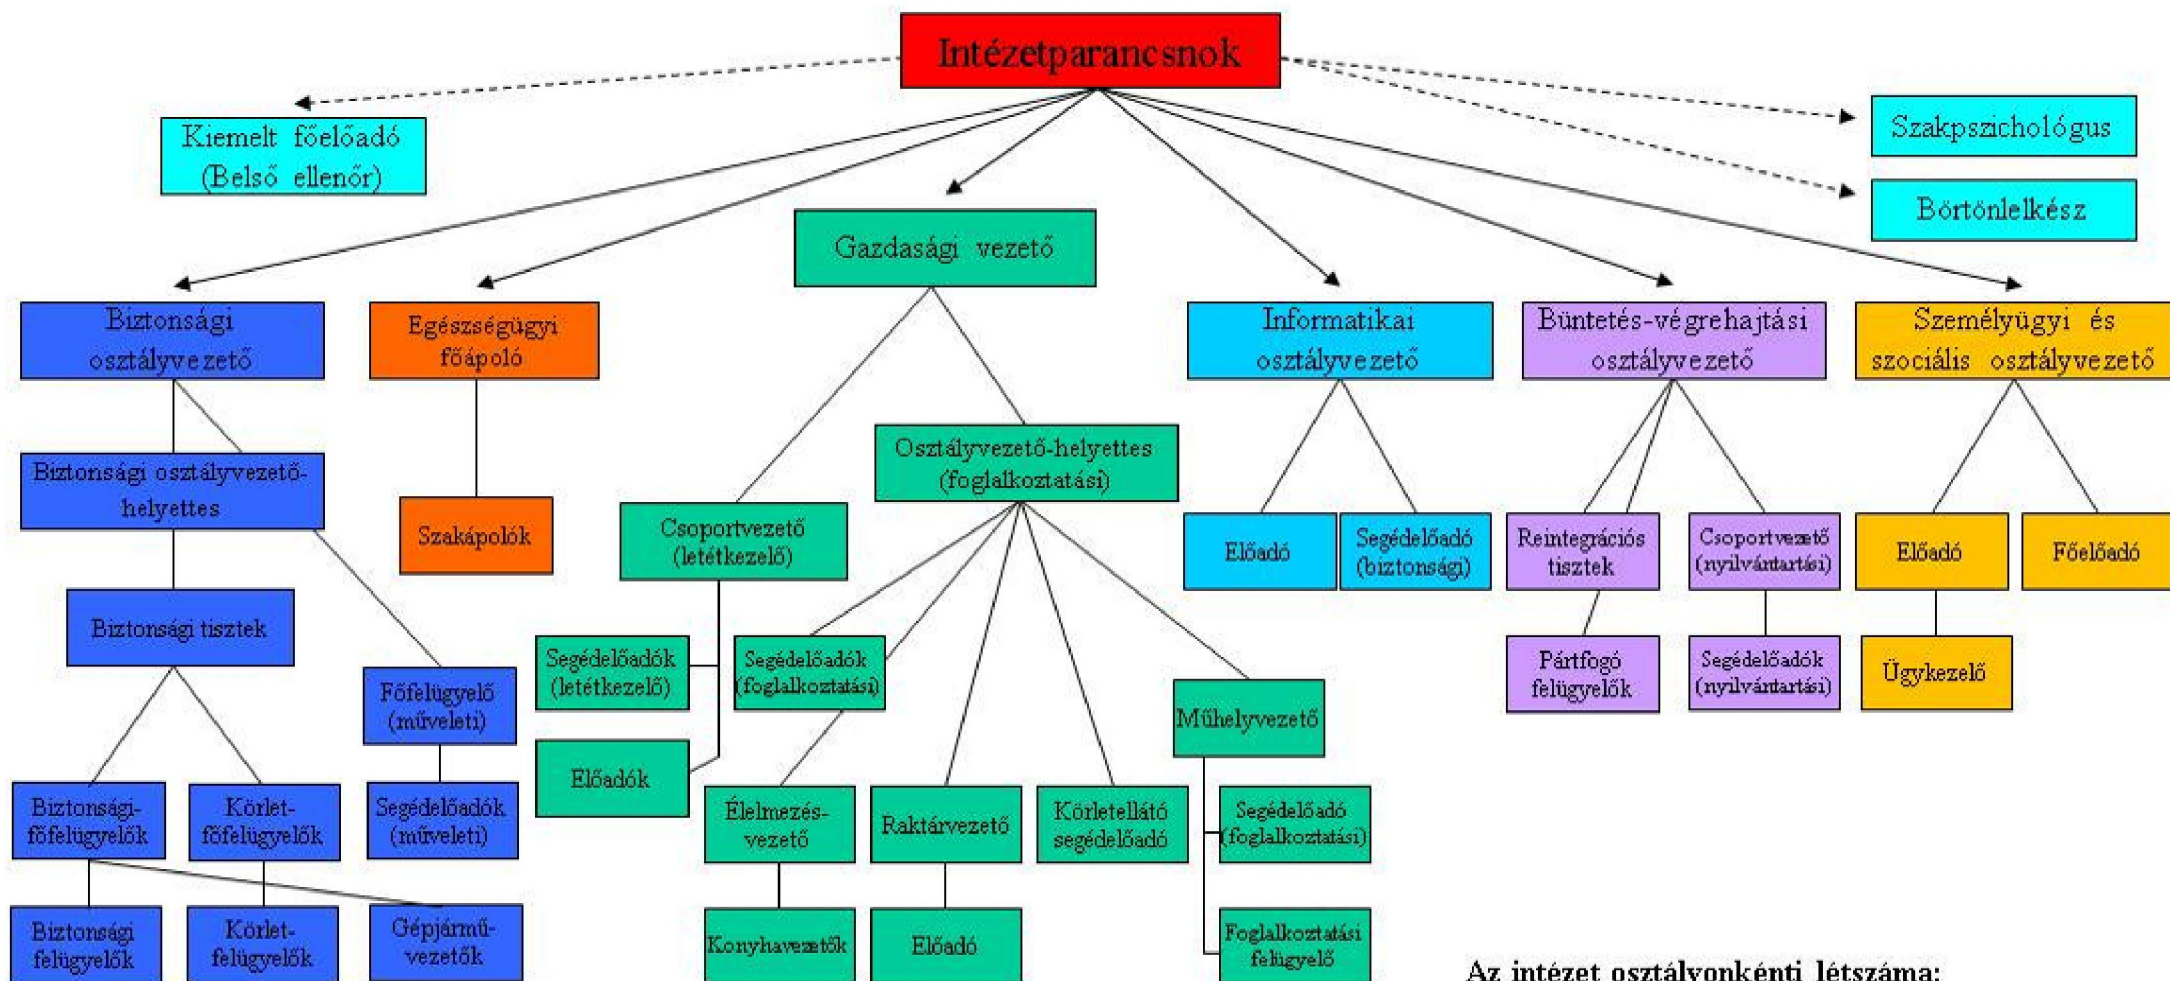 Intézetparancsnok
Kiemelt főelőadó
(Belső ellenőr)
Szakpszichológus
Börtönlelkész
Gazdasági vezető
Biztonsági
osztályvezető
Egészségügyi
főápoló
Informatikai
osztályvezető
Büntetés-végrehajtási
osztályvezető
Személyügyi és
szociális osztályvezető
Biztonsági osztályvezető-
helyettes
Osztályvezető-helyettes
(foglalkoztatási)
Szakápolók
Csoportvezető
(letétkezelő)
Előadó
Segédelőadó
(biztonsági)
Reintegrációs
tisztek
Csoportvezető
(nyilvántartási)
Előadó
Főelőadó
Biztonsági tisztek
Segédelőadók
(letétkezelő)
Segédelőadók
(foglalkoztatási)
Pártfogó
felügyelők
Segédelőadók
(nyilvántartási)
Ügykezelő
Főfelügyelő
(műveleti)
Műhelyvezető
Előadók
Biztonsági-
főfelügyelők
Körlet-
főfelügyelők
Segédelőadók
(műveleti)
Élelmezés-
vezető
Raktárvezető
Körletellátó
segédelőadó
Segédelőadó
(foglalkoztatási)
Biztonsági
felügyelők
Körlet-
felügyelők
Gépjármű-
vezetők
Konyhavezetők
Előadó
Foglalkoztatási
felügyelő
Az intézet osztályonkénti létszáma: